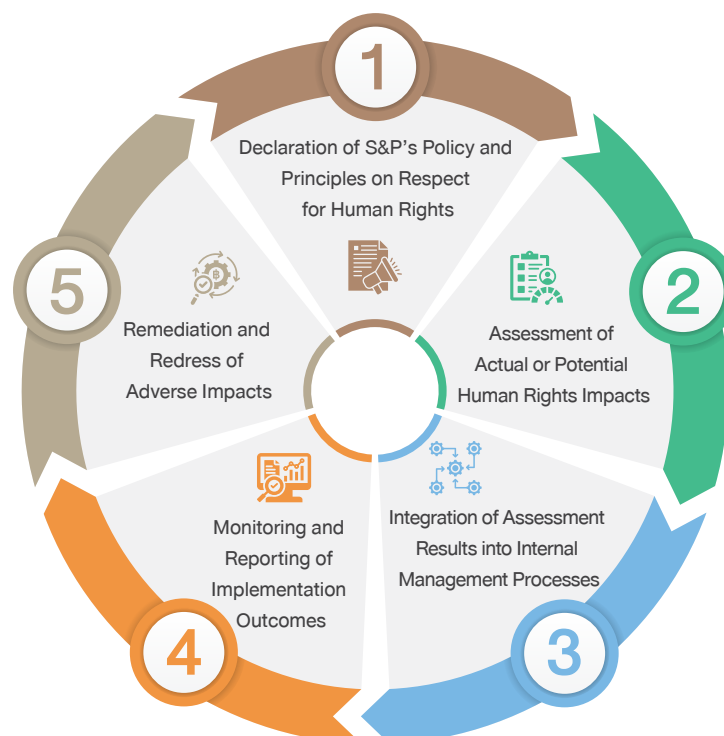 1
Declaration of S&P's Policy and
Principles on Respect
for Human Rights
2
Assessment of
Actual or Potential
Human Rights Impacts
3
Integration of Assessment
Results into Internal
Management Processes
4
Monitoring and
Reporting of
Implementation
Outcomes
5
Remediation and
Redress of
Adverse Impacts
฿